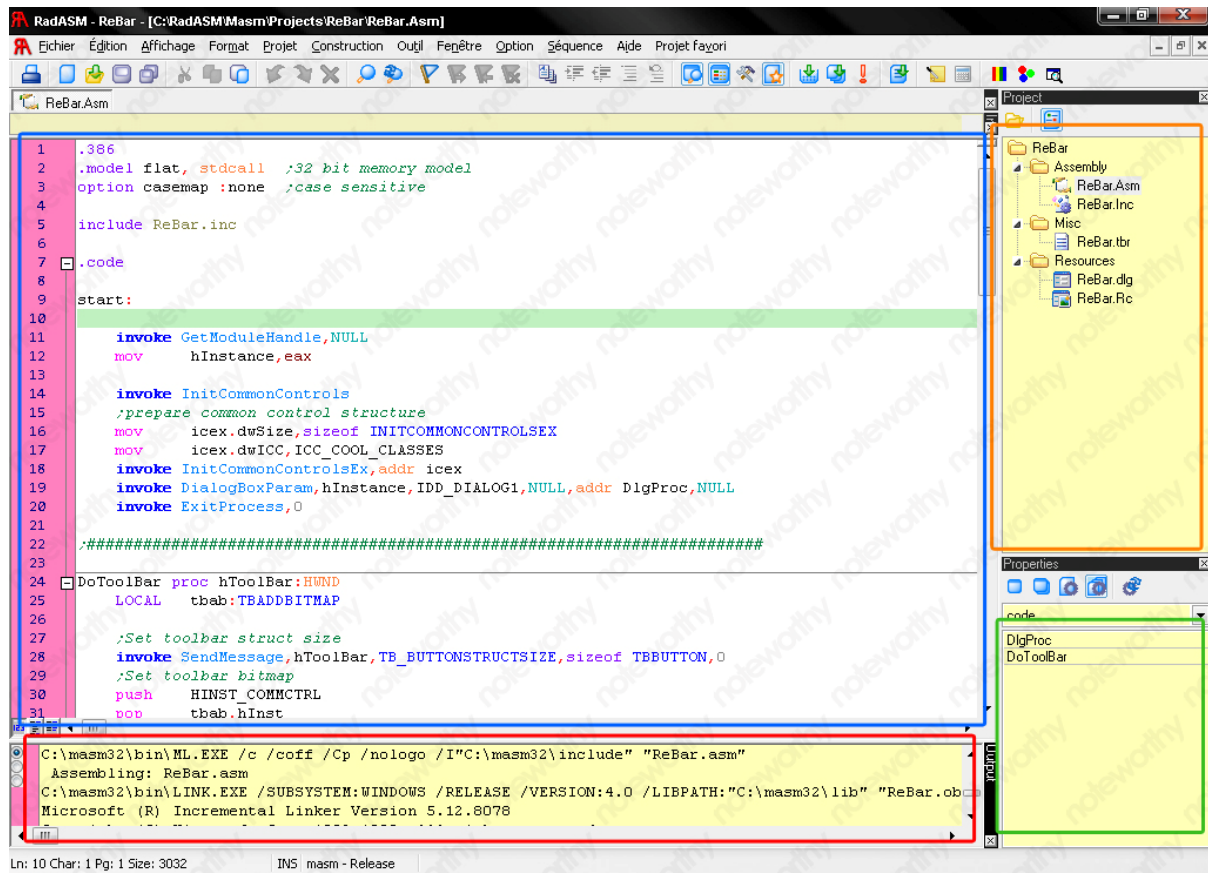 RadASM - ReBar - [C:\RadASM\Masm\Projects\ReBar\ReBar.Asm]
Fichier Édition Affichage Format Projet Construction Outil Fenêtre Option Séquence Aide Projet favori
ReBar.Asm
Project
1 .386
2 .model flat, stdcall ;32 bit memory model
3 option casemap :none ;case sensitive
4
5 include ReBar.inc
6
7 .code
8
9 start:
10
11 invoke GetModuleHandle,NULL
12 mov hInstance,eax
13
14 invoke InitCommonControls
15 ;prepare common control structure
16 mov icex.dwSize,sizeof INITCOMMONCONTROLSEX
17 mov icex.dwICC,ICC_COOL_CLASSES
18 invoke InitCommonControlsEx,addr icex
19 invoke DialogBoxParam,hInstance,IDD_DIALOG1,NULL,addr DlgProc,NULL
20 invoke ExitProcess,0
21
22 ;########################################################################
23
24 DoToolBar proc hToolBar:HWND
25 LOCAL tbab:TBADDBITMAP
26
27 ;Set toolbar struct size
28 invoke SendMessage,hToolBar,TB_BUTTONSTRUCTSIZE,sizeof TBBUTTON,0
29 ;Set toolbar bitmap
30 push HINST_COMMCTRL
31 pop tbab.hInst
ReBar
Assembly
ReBar.Asm
ReBar.Inc
Misc
ReBar.tbr
Resources
ReBar.dlg
ReBar.Rc
Properties
code
DlgProc
DoToolBar
C:\masm32\bin\ML.EXE /c /coff /Cp /nologo /I"C:\masm32\include" "ReBar.asm"
Assembling: ReBar.asm
C:\masm32\bin\LINK.EXE /SUBSYSTEM:WINDOWS /RELEASE /VERSION:4.0 /LIBPATH:"C:\masm32\lib" "ReBar.ob
Microsoft (R) Incremental Linker Version 5.12.8078
Output
Ln: 10 Char: 1 Pg: 1 Size: 3032 INS masm - Release
noteworthy